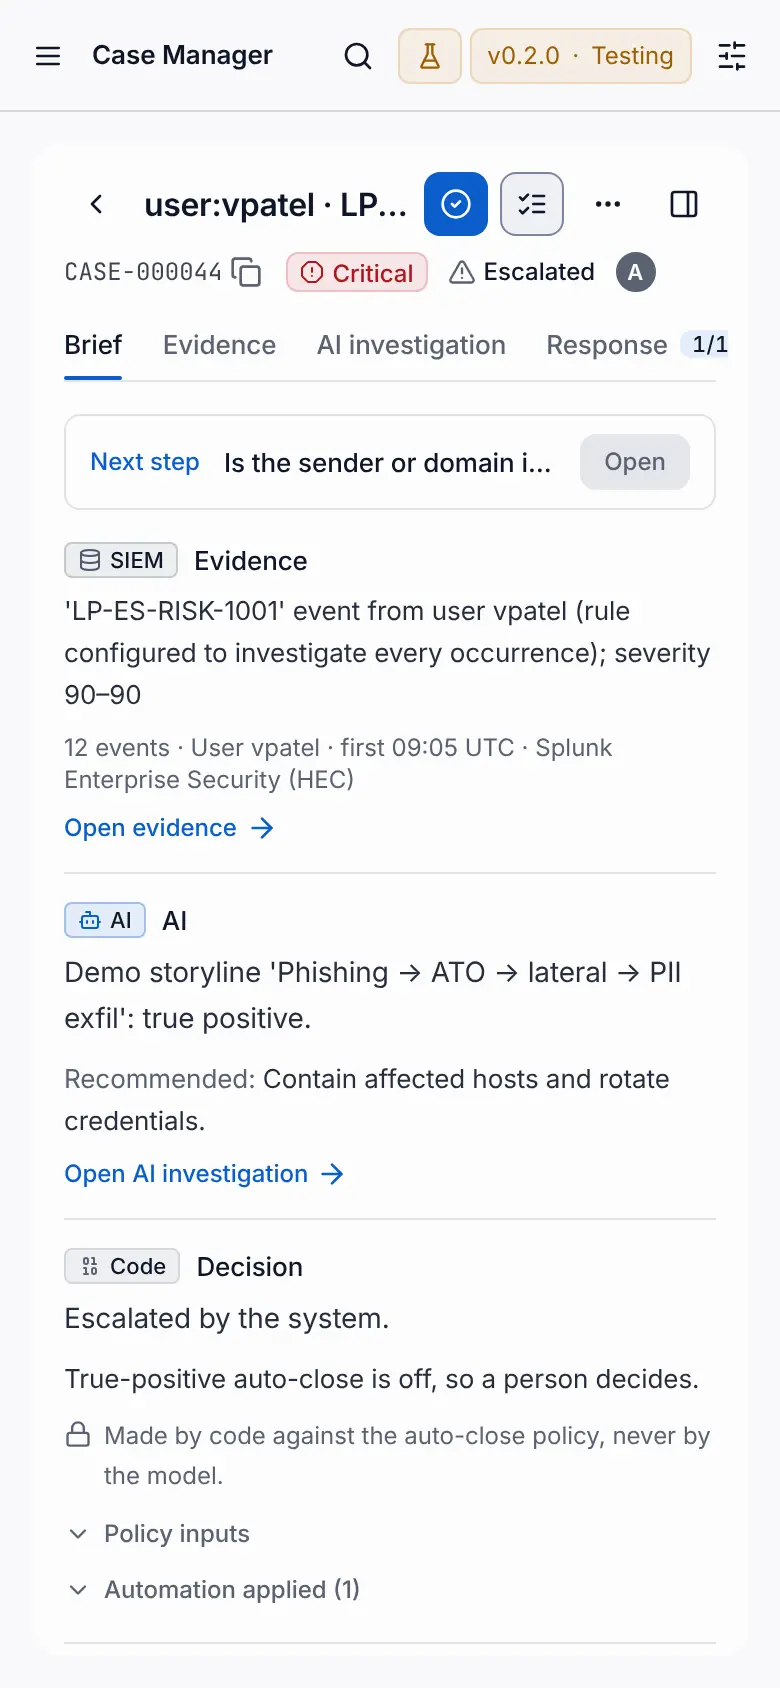 Case Manager
v0.2.0 · Testing
user:vpatel · LP...
CASE-000044
Critical
Escalated
A
Brief
Evidence
AI investigation
Response 1/1
Next step Is the sender or domain i... Open
SIEM Evidence
'LP-ES-RISK-1001' event from user vpatel (rule
configured to investigate every occurrence); severity
90–90
12 events · User vpatel · first 09:05 UTC · Splunk
Enterprise Security (HEC)
Open evidence →
AI AI
Demo storyline 'Phishing → ATO → lateral → PII
exfil': true positive.
Recommended: Contain affected hosts and rotate
credentials.
Open AI investigation →
Code Decision
Escalated by the system.
True-positive auto-close is off, so a person decides.
Made by code against the auto-close policy, never by
the model.
Policy inputs
Automation applied (1)